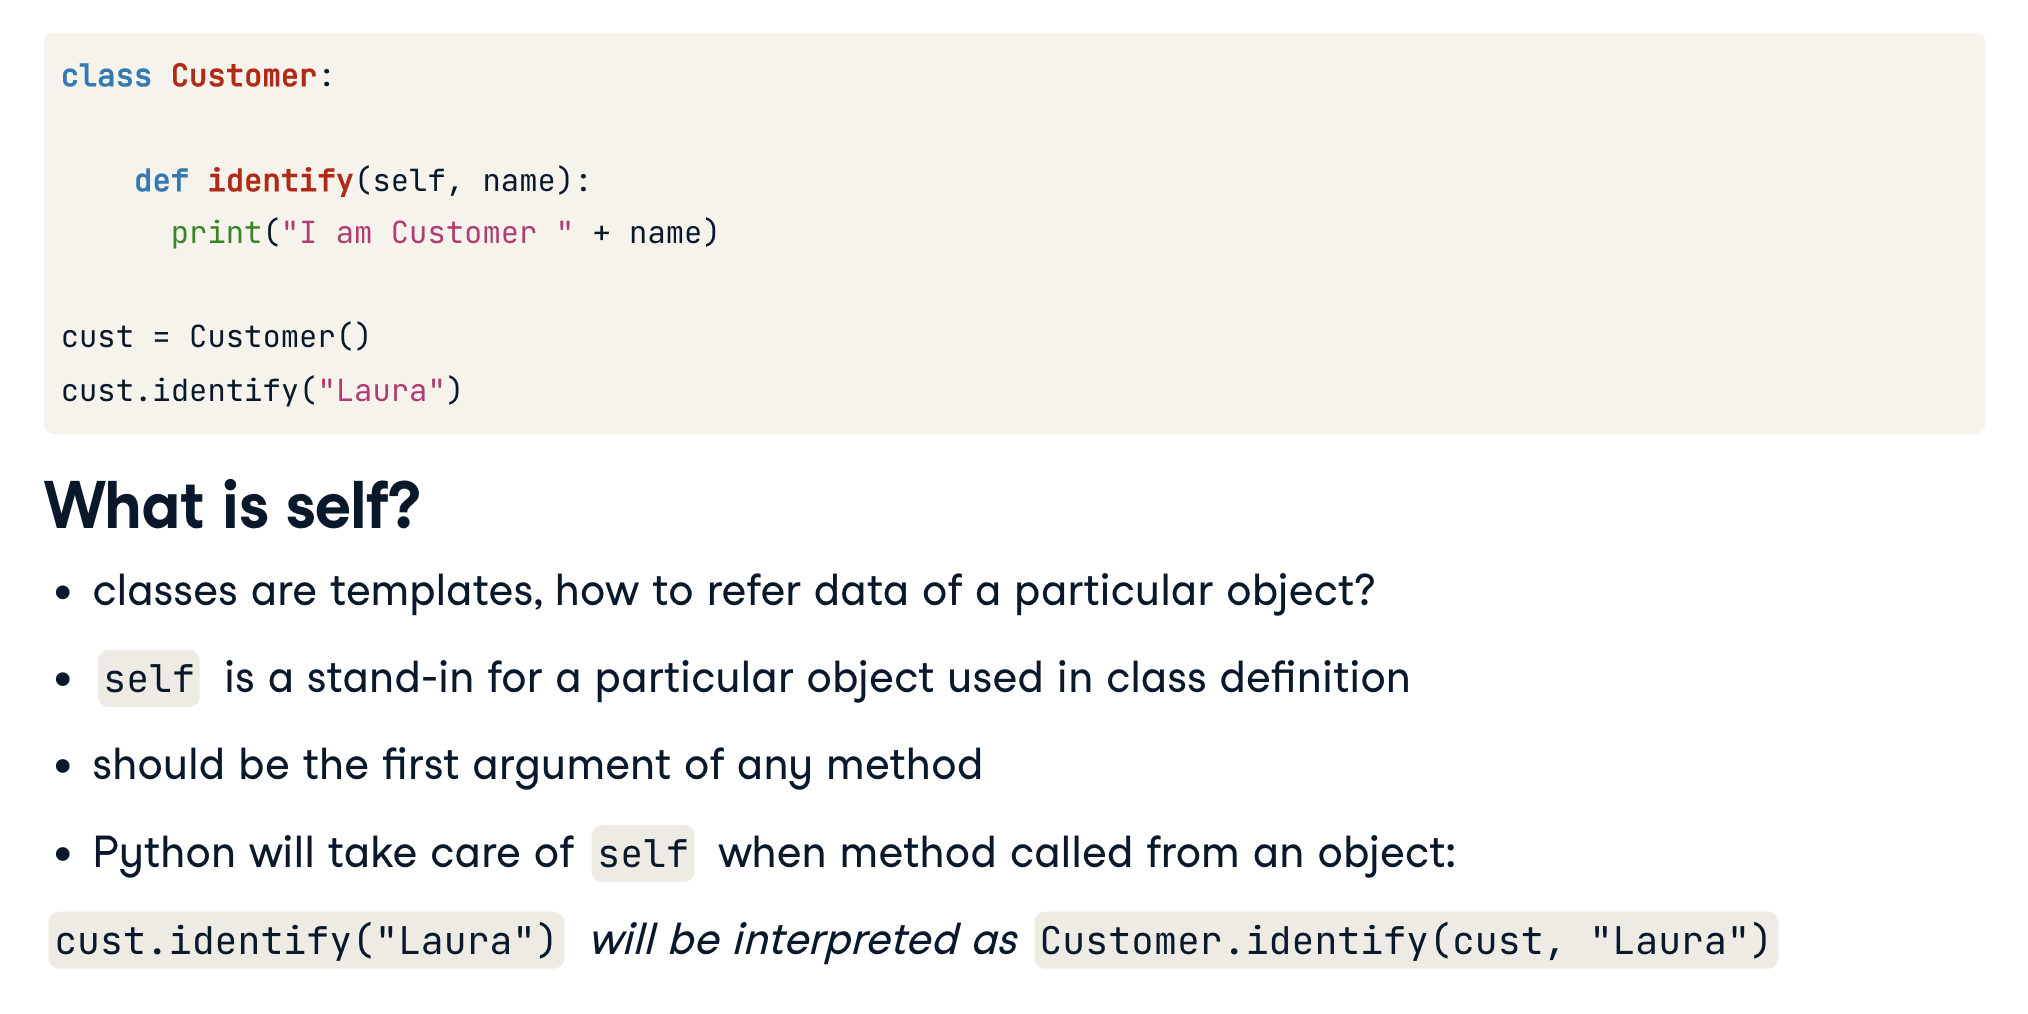 class Customer:
def identify(self, name):
print("I am Customer " + name)
cust = Customer()
cust.identify("Laura")
What is self?
• classes are templates, how to refer data of a particular object?
• self is a stand-in for a particular object used in class definition
• should be the first argument of any method
• Python will take care of self when method called from an object:
cust.identify("Laura") will be interpreted as Customer.identify(cust, "Laura")